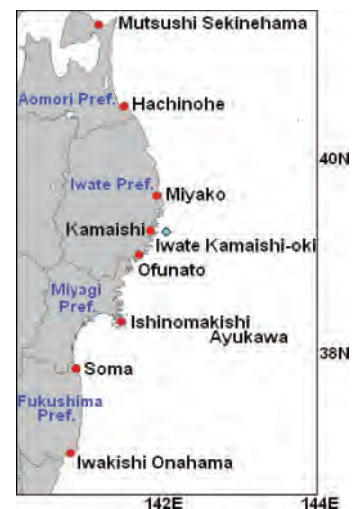 Mutsushi Sekinehama
Aomori Pref.
Hachinohe
40N
Iwate Pref.
Miyako
Kamaishi
Iwate Kamaishi-oki
Ofunato
Miyagi
Pref.
Ishinomakishi
Ayukawa
38N
Soma
Fukushima
Pref.
Iwakishi Onahama
142E
144E